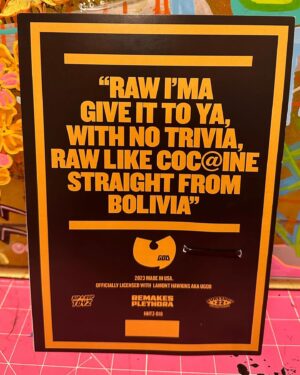 “RAW I’MA
GIVE IT TO YA,
WITH NO TRIVIA,
RAW LIKE COC@INE
STRAIGHT FROM
BOLIVIA”
GOD
2023 MADE IN USA.
OFFICIALLY LICENSED WITH LAMONT HAWKINS AKA UGOD
REMAKES
PLETHORA